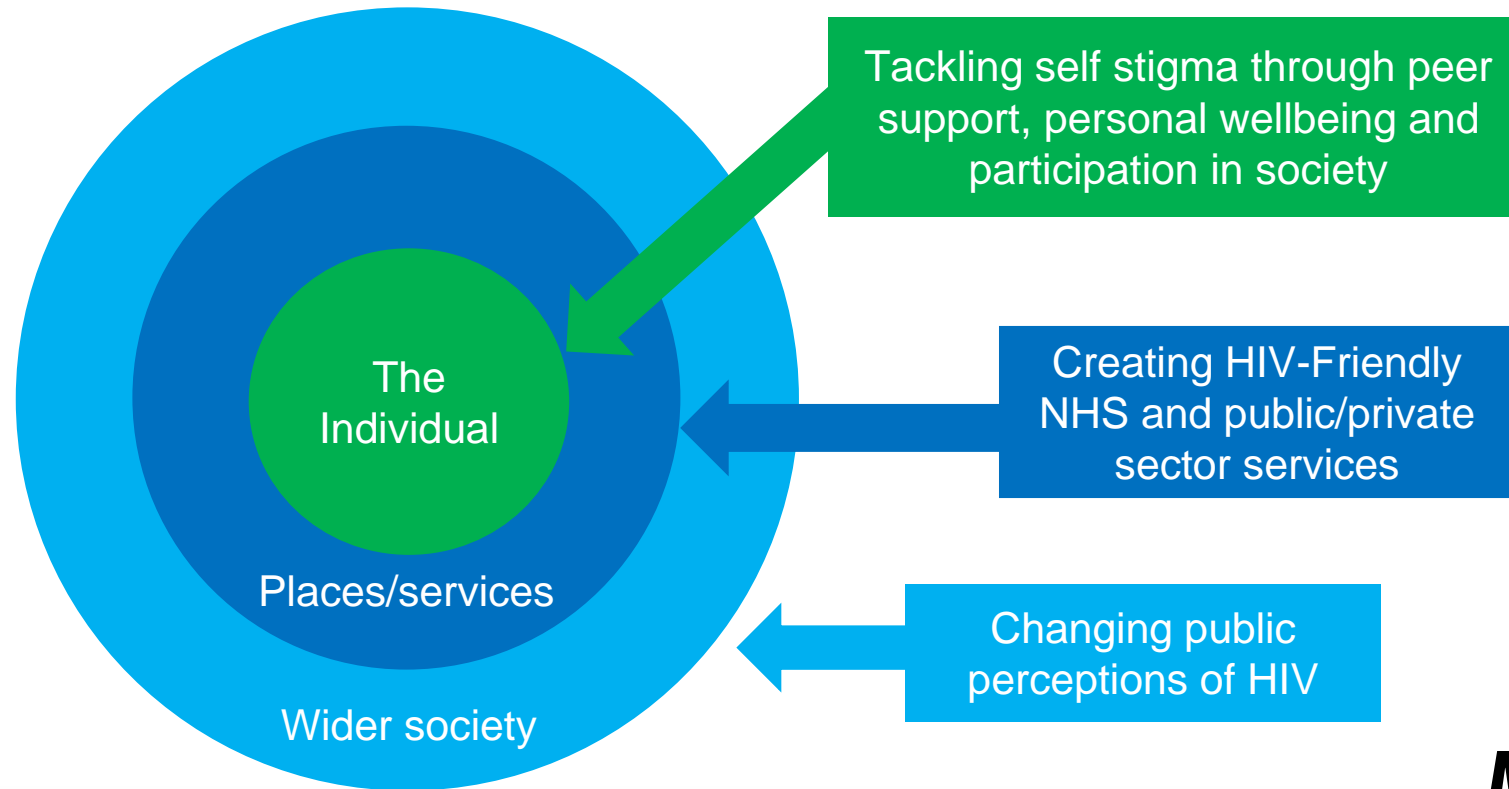 Tackling self stigma through peer
support, personal wellbeing and
participation in society
The
Individual
Creating HIV-Friendly
NHS and public/private
sector services
Places/services
Changing public
perceptions of HIV
Wider society